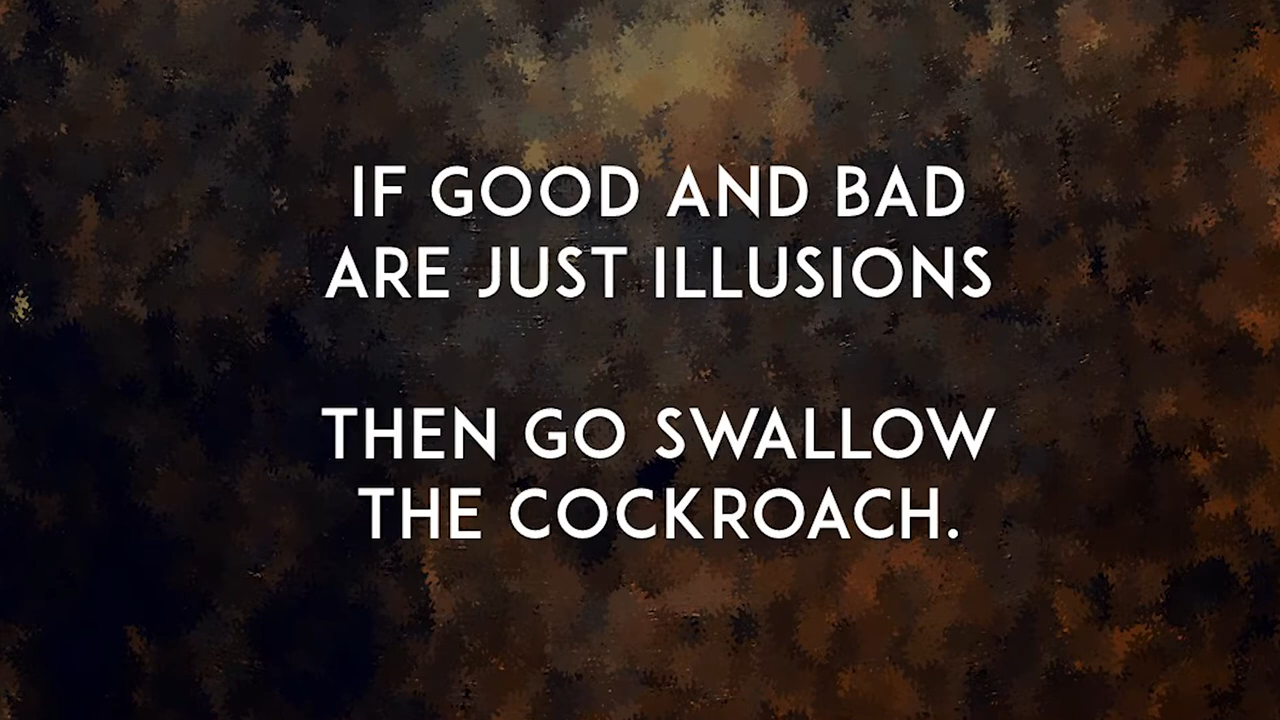 IF GOOD AND BAD
ARE JUST ILLUSIONS
THEN GO SWALLOW
THE COCKROACH.